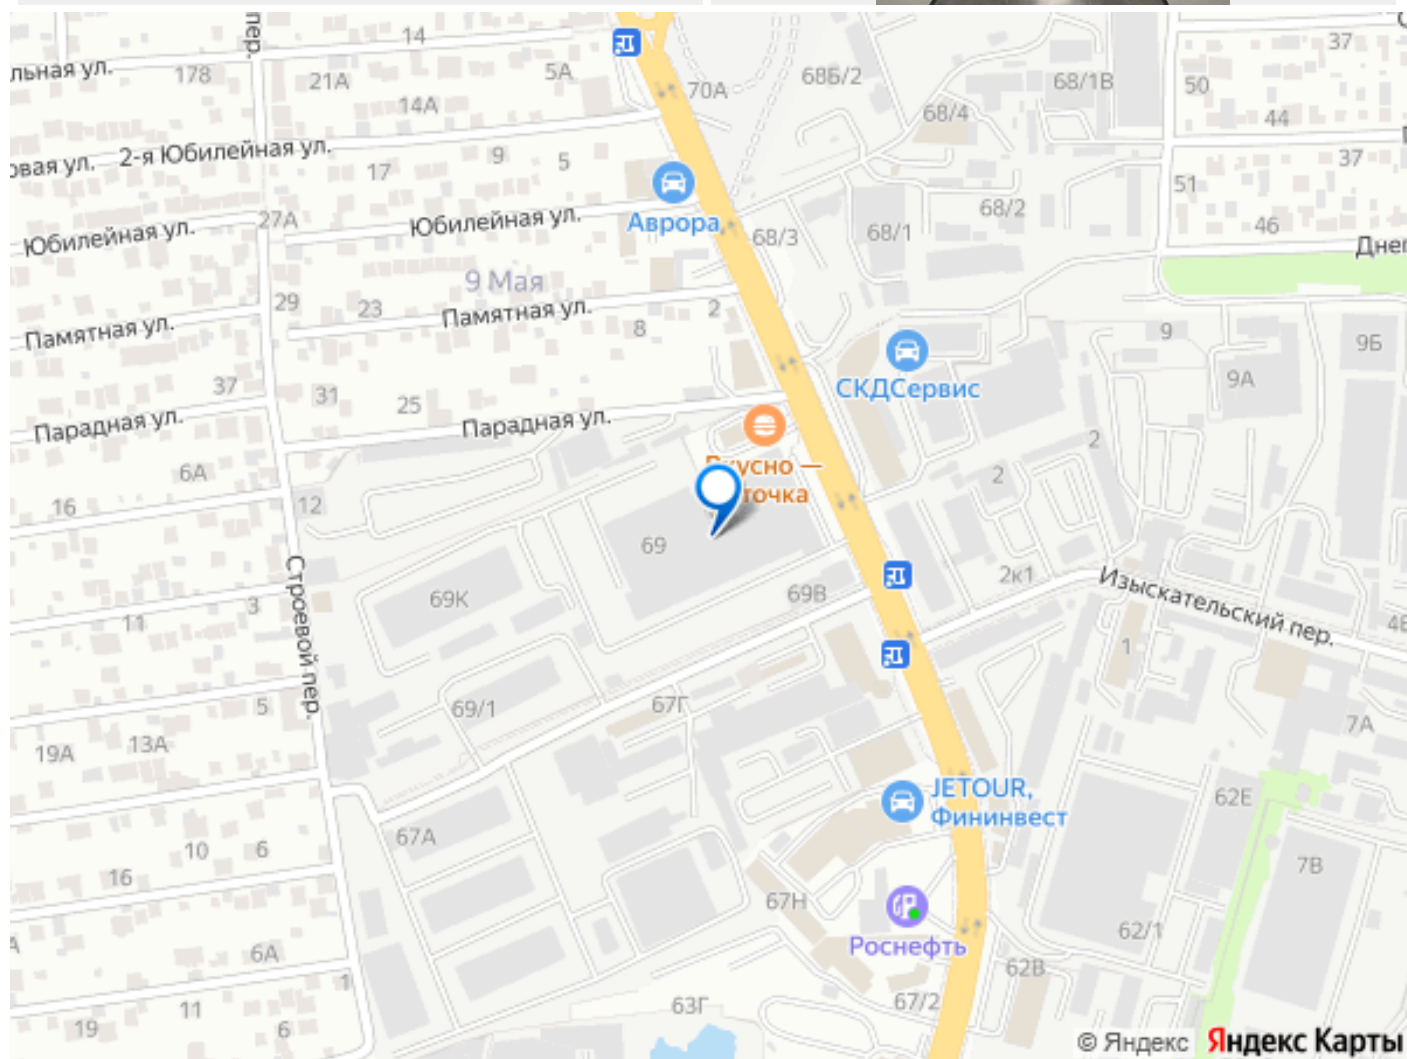 14
пер.
льная ул.
178
21А
5А
14А
70А
68Б/2
68/1В
37
50
68/4
44
овая ул.
2-я Юбилейная ул.
17
9
5
37
51
Аврора
27А
Юбилейная ул.
Юбилейная ул.
68/3
68/1
68/2
46
Днеп
9 Мая
29
23
Памятная ул.
Памятная ул.
8
2
СКДСервис
9
9Б
9А
37
31
25
Парадная ул.
Парадная ул.
6А
16
12
Вкусно —
точка
2
2
69
69К
69В
2к1
Изыскательский пер.
Строевой пер.
3
11
1
5
69/1
67Г
19А
13А
7А
JETOUR,
Фининвест
62Е
67А
10
6
16
7В
67Н
Роснефть
62/1
6А
1
62В
11
19
6
63Г
67/2
© Яндекс Яндекс Карты